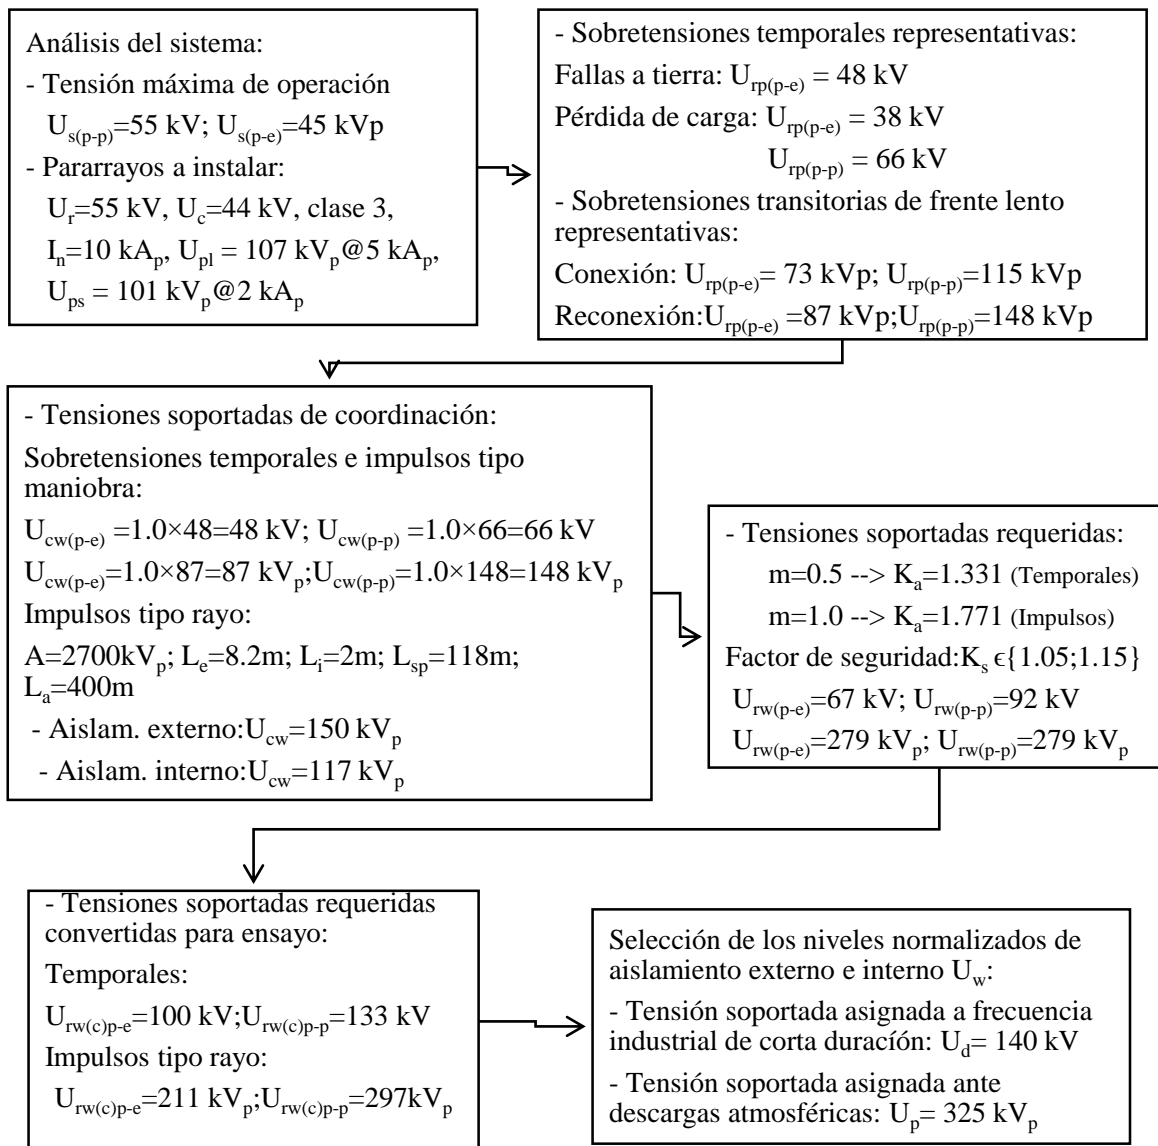 Análisis del sistema:
- Tensión máxima de operación
U_s(p-p)=55 kV; U_s(p-e)=45 kVp
- Pararrayos a instalar:
U_r=55 kV, U_c=44 kV, clase 3,
I_n=10 kA_p, U_pl = 107 kV_p@5 kA_p,
U_ps = 101 kV_p@2 kA_p
- Sobretensiones temporales representativas:
Fallas a tierra: U_rp(p-e) = 48 kV
Pérdida de carga: U_rp(p-e) = 38 kV
U_rp(p-p) = 66 kV
- Sobretensiones transitorias de frente lento
representativas:
Conexión: U_rp(p-e)= 73 kVp; U_rp(p-p)=115 kVp
Reconexión:U_rp(p-e) =87 kVp;U_rp(p-p)=148 kVp
- Tensiones soportadas de coordinación:
Sobretensiones temporales e impulsos tipo
maniobra:
U_cw(p-e) =1.0×48=48 kV; U_cw(p-p) =1.0×66=66 kV
U_cw(p-e)=1.0×87=87 kV_p;U_cw(p-p)=1.0×148=148 kV_p
Impulsos tipo rayo:
A=2700kV_p; L_e=8.2m; L_i=2m; L_sp=118m;
L_a=400m
- Aislam. externo:U_cw=150 kV_p
- Aislam. interno:U_cw=117 kV_p
- Tensiones soportadas requeridas:
m=0.5 --> K_a=1.331 (Temporales)
m=1.0 --> K_a=1.771 (Impulsos)
Factor de seguridad:K_s ϵ{1.05;1.15}
U_rw(p-e)=67 kV; U_rw(p-p)=92 kV
U_rw(p-e)=279 kV_p; U_rw(p-p)=279 kV_p
- Tensiones soportadas requeridas
convertidas para ensayo:
Temporales:
U_rw(c)p-e=100 kV;U_rw(c)p-p=133 kV
Impulsos tipo rayo:
U_rw(c)p-e=211 kV_p;U_rw(c)p-p=297kV_p
Selección de los niveles normalizados de
aislamiento externo e interno U_w:
- Tensión soportada asignada a frecuencia
industrial de corta duracíón: U_d= 140 kV
- Tensión soportada asignada ante
descargas atmosféricas: U_p= 325 kV_p